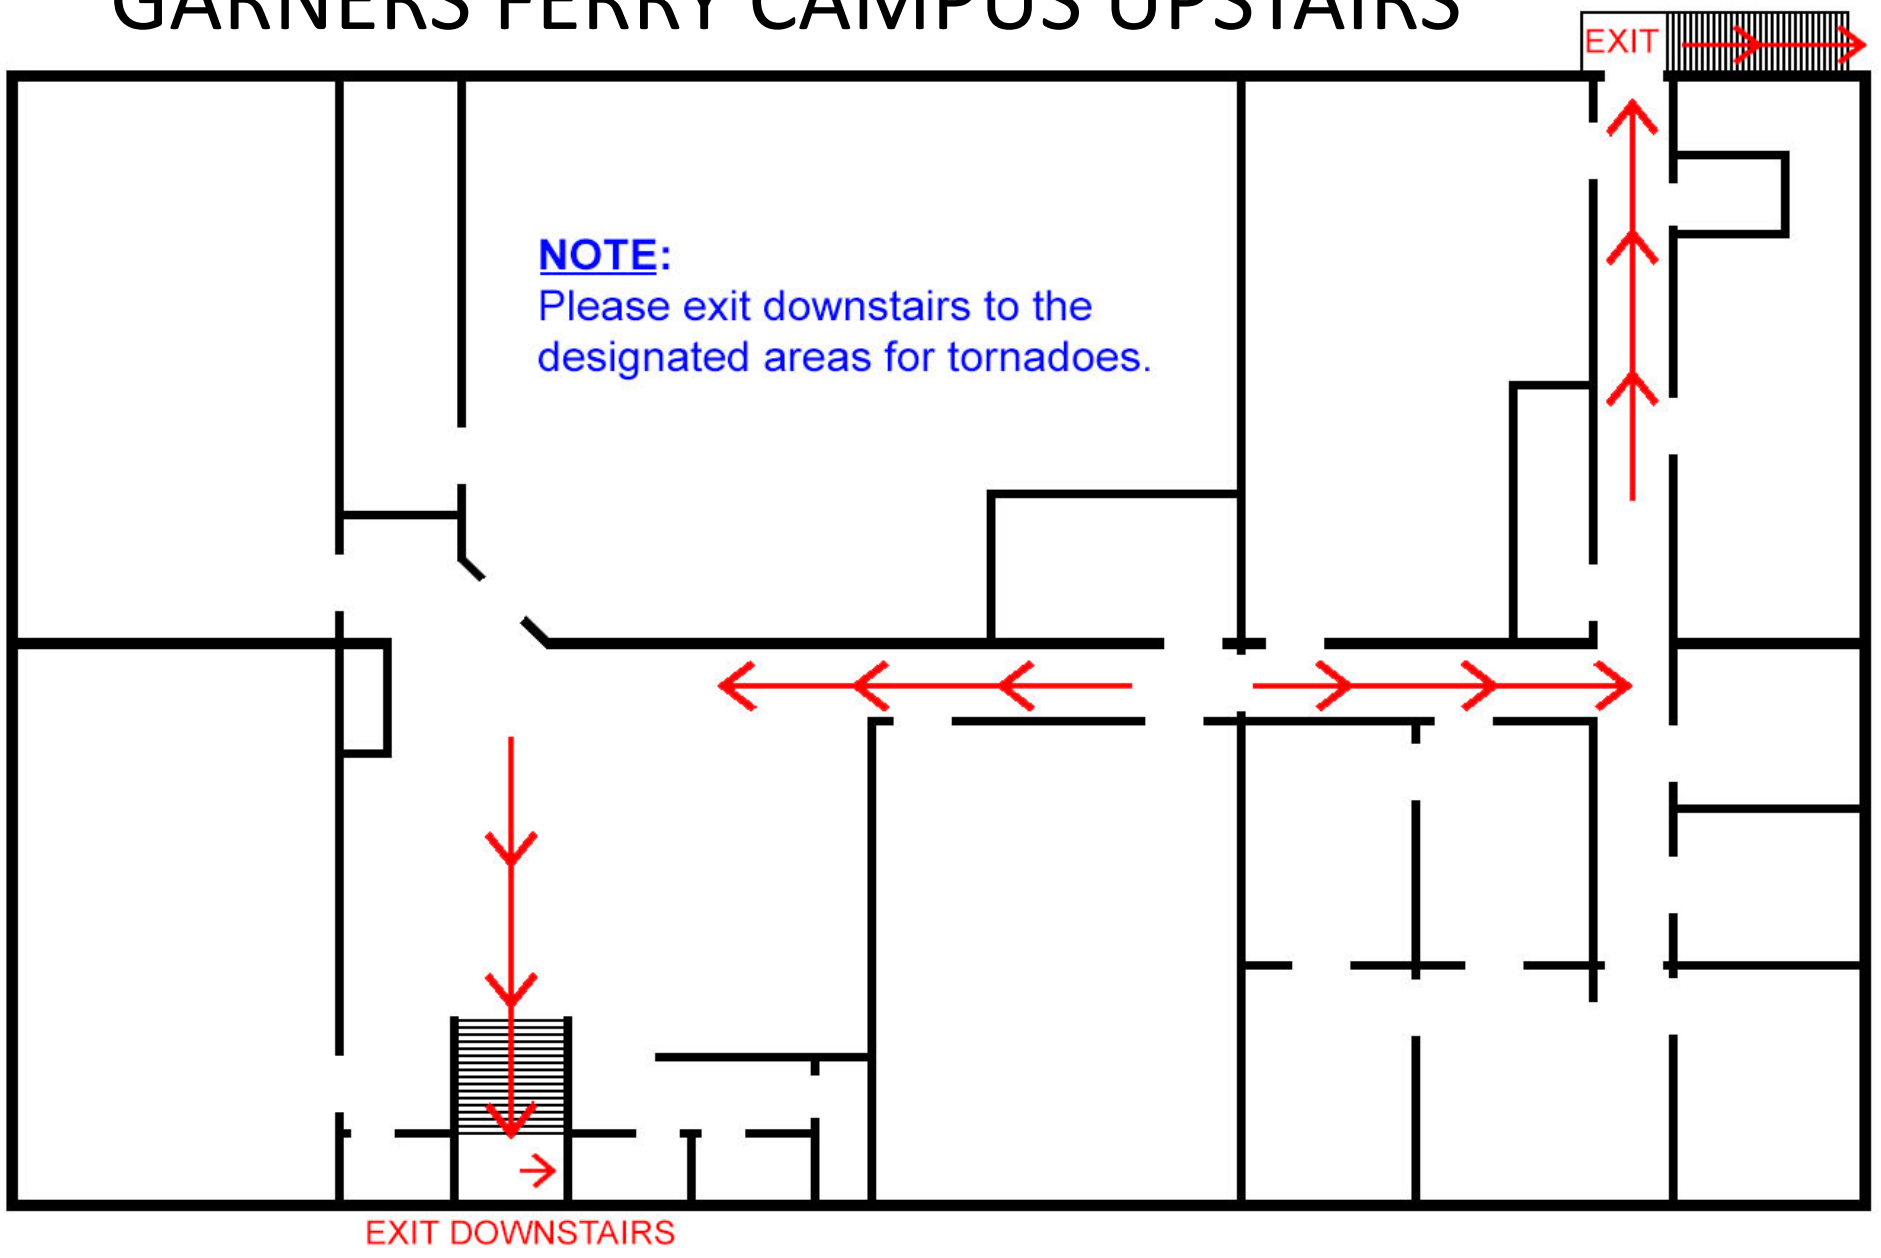 GARNERS FERRY CAMPUS UPSTAIRS
EXIT
NOTE:
Please exit downstairs to the
designated areas for tornadoes.
EXIT DOWNSTAIRS